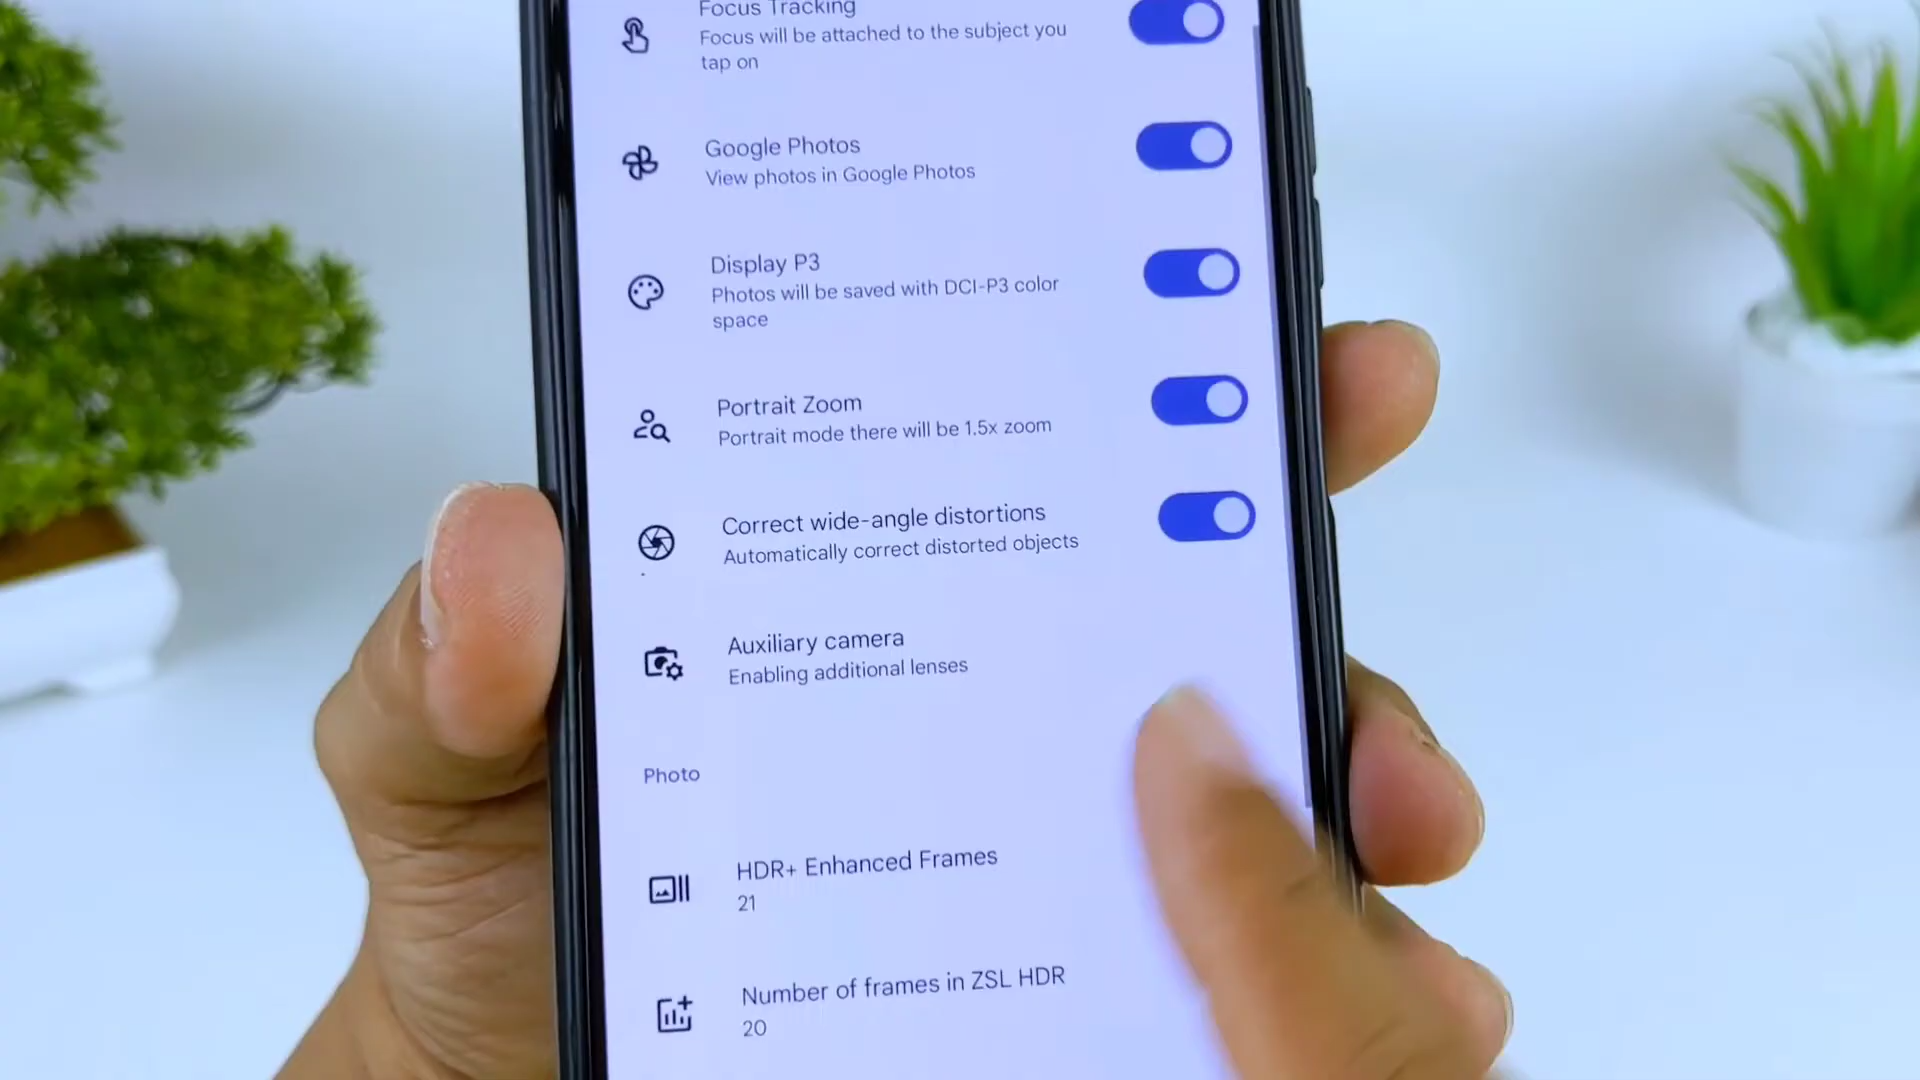 Focus Tracking
Focus will be attached to the subject you
tap on
Google Photos
View photos in Google Photos
Display P3
Photos will be saved with DCI-P3 color
space
Portrait Zoom
Portrait mode there will be 1.5x zoom
Correct wide-angle distortions
Automatically correct distorted objects
Auxiliary camera
Enabling additional lenses
Photo
HDR+ Enhanced Frames
21
Number of frames in ZSL HDR
20